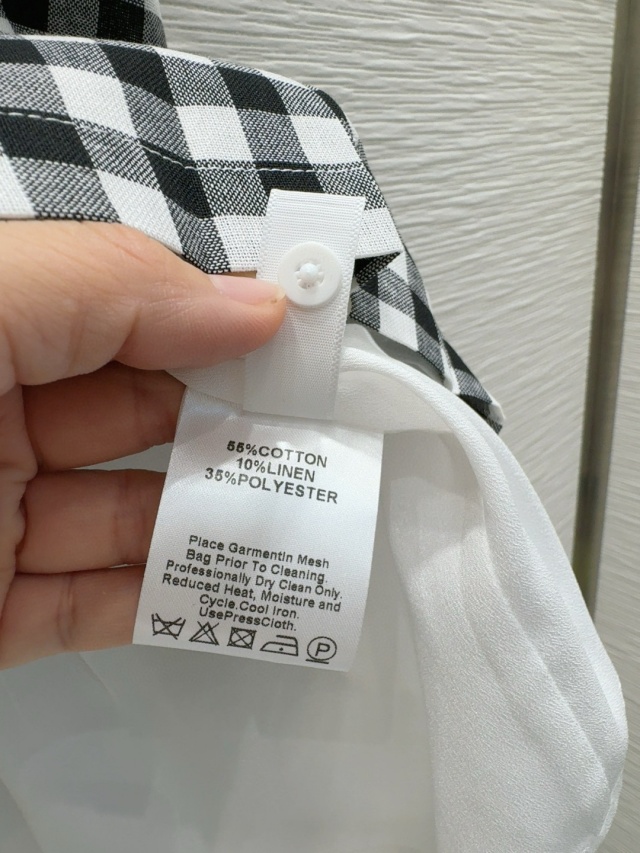 55%COTTON
10%LINEN
35%POLYESTER
Place GarmentIn Mesh
Bag Prior To Cleaning.
Professionally Dry Clean Only.
Reduced Heat, Moisture and
Cycle.Cool Iron.
UsePressCloth.
P